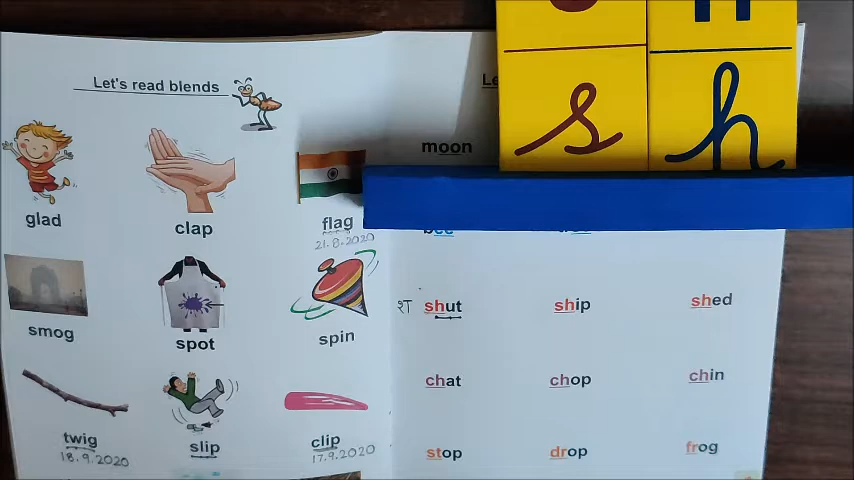 Let's read blends
glad clap flag
21.8.2020
smog spot spin
twig slip clip
18.9.2020 17.9.2020
s h
moon
श shut ship shed
chat chop chin
stop drop frog